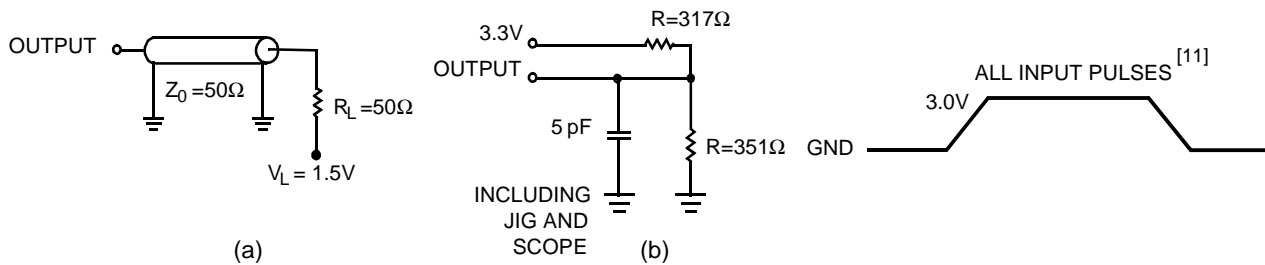 OUTPUT
Z0 =50Ω
RL =50Ω
VL = 1.5V
(a)
R=317Ω
3.3V
OUTPUT
5 pF
R=351Ω
INCLUDING
JIG AND
SCOPE
(b)
ALL INPUT PULSES [11]
3.0V
GND